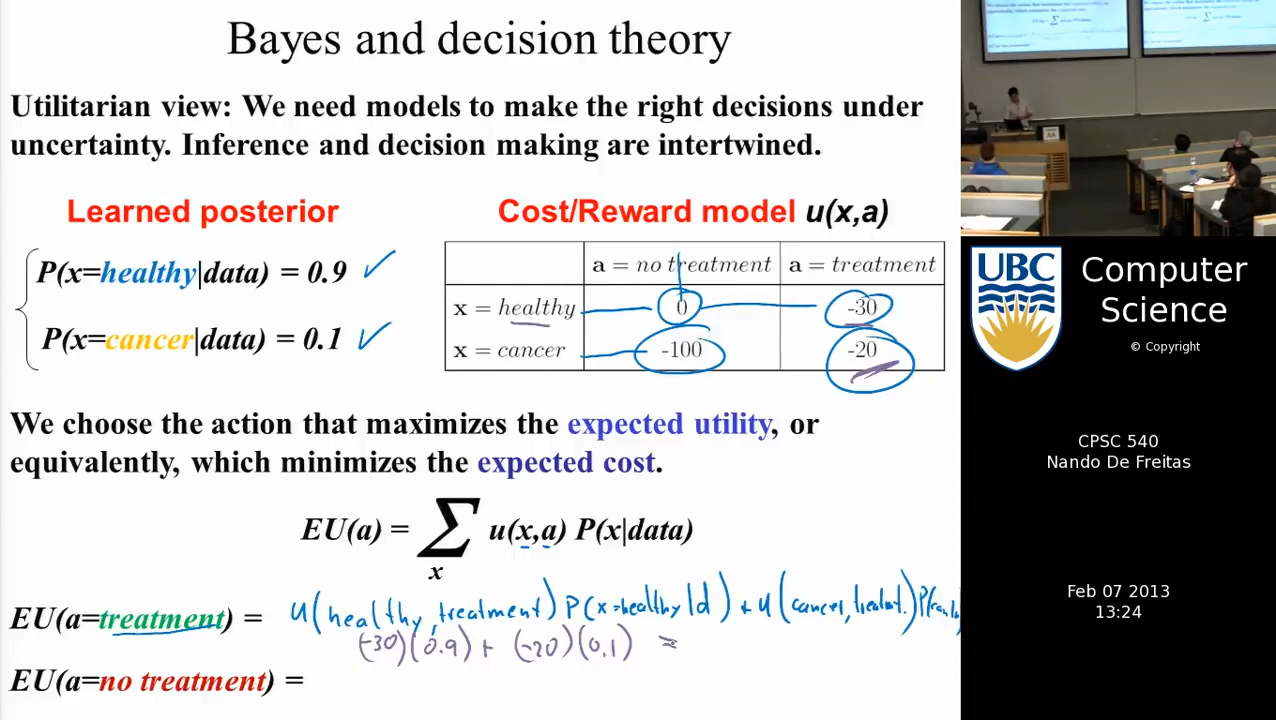 Bayes and decision theory
Utilitarian view: We need models to make the right decisions under
uncertainty. Inference and decision making are intertwined.
Learned posterior
Cost/Reward model u(x,a)
P(x=healthy|data) = 0.9
P(x=cancer|data) = 0.1
a = no treatment a = treatment
x = healthy 0 -30
x = cancer -100 -20
We choose the action that maximizes the expected utility, or
equivalently, which minimizes the expected cost.
EU(a) = ∑ u(x,a) P(x|data)
x
EU(a=treatment) = u(healthy, treatment) P(x=healthy|d) + u(cancer, treatmt.)
(-30)(0.9) + (-20)(0.1) =
EU(a=no treatment) =
UBC
Computer
Science
© Copyright
CPSC 540
Nando De Freitas
Feb 07 2013
13:24